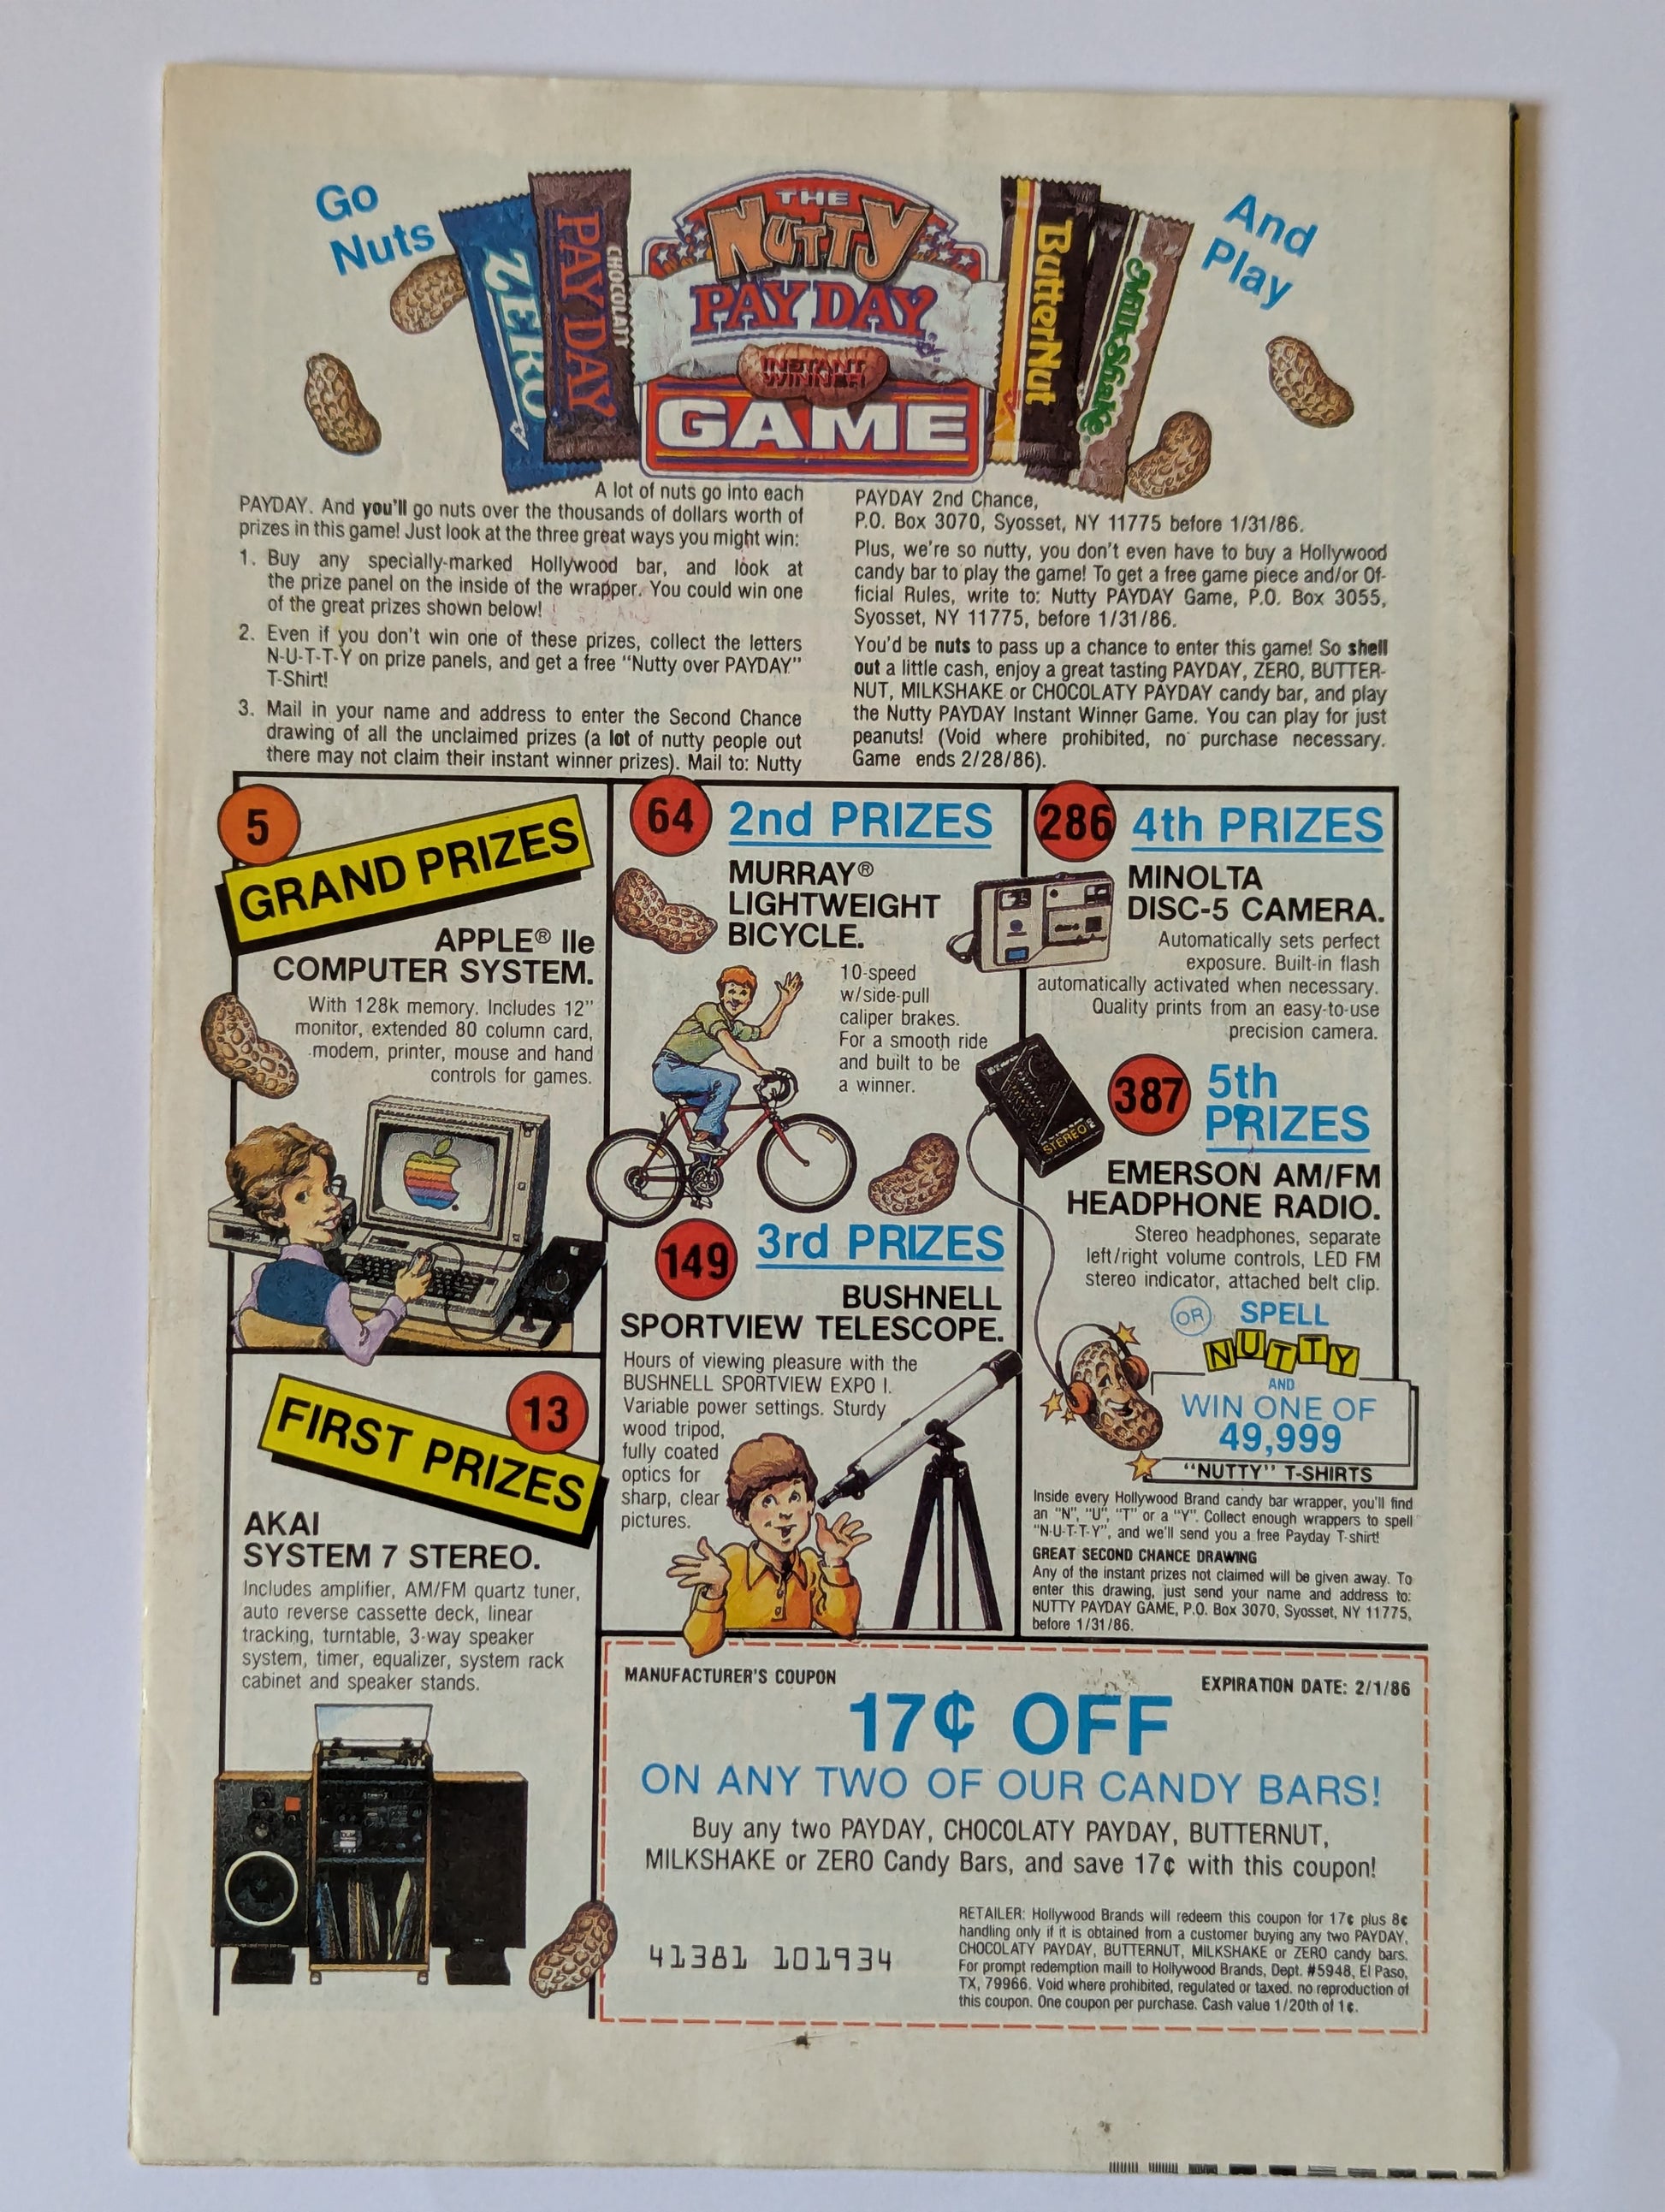 Go
Nuts
And
Play
ZERO
CHOCOLATY
PAY DAY
THE
NUTTY
PAY DAY
INSTANT
WINNER
GAME
ButterNut
Milk Shake
A lot of nuts go into each
PAYDAY. And you'll go nuts over the thousands of dollars worth of
prizes in this game! Just look at the three great ways you might win:
1. Buy any specially-marked Hollywood bar, and look at
the prize panel on the inside of the wrapper. You could win one
of the great prizes shown below!
2. Even if you don't win one of these prizes, collect the letters
N-U-T-T-Y on prize panels, and get a free "Nutty over PAYDAY"
T-Shirt!
3. Mail in your name and address to enter the Second Chance
drawing of all the unclaimed prizes (a lot of nutty people out
there may not claim their instant winner prizes). Mail to: Nutty
PAYDAY 2nd Chance,
P.O. Box 3070, Syosset, NY 11775 before 1/31/86.
Plus, we're so nutty, you don't even have to buy a Hollywood
candy bar to play the game! To get a free game piece and/or Of-
ficial Rules, write to: Nutty PAYDAY Game, P.O. Box 3055,
Syosset, NY 11775, before 1/31/86.
You'd be nuts to pass up a chance to enter this game! So shell
out a little cash, enjoy a great tasting PAYDAY, ZERO, BUTTER-
NUT, MILKSHAKE or CHOCOLATY PAYDAY candy bar, and play
the Nutty PAYDAY Instant Winner Game. You can play for just
peanuts! (Void where prohibited, no purchase necessary.
Game ends 2/28/86).
5
GRAND PRIZES
APPLE® IIe
COMPUTER SYSTEM.
With 128k memory. Includes 12"
monitor, extended 80 column card,
modem, printer, mouse and hand
controls for games.
13
FIRST PRIZES
AKAI
SYSTEM 7 STEREO.
Includes amplifier, AM/FM quartz tuner,
auto reverse cassette deck, linear
tracking, turntable, 3-way speaker
system, timer, equalizer, system rack
cabinet and speaker stands.
64
2nd PRIZES
MURRAY®
LIGHTWEIGHT
BICYCLE.
10-speed
w/side-pull
caliper brakes.
For a smooth ride
and built to be
a winner.
149
3rd PRIZES
BUSHNELL
SPORTVIEW TELESCOPE.
Hours of viewing pleasure with the
BUSHNELL SPORTVIEW EXPO I.
Variable power settings. Sturdy
wood tripod,
fully coated
optics for
sharp, clear
pictures.
286
4th PRIZES
MINOLTA
DISC-5 CAMERA.
Automatically sets perfect
exposure. Built-in flash
automatically activated when necessary.
Quality prints from an easy-to-use
precision camera.
387
5th
PRIZES
STEREO
EMERSON AM/FM
HEADPHONE RADIO.
Stereo headphones, separate
left/right volume controls, LED FM
stereo indicator, attached belt clip.
OR SPELL
NUTTY
AND
WIN ONE OF
49,999
"NUTTY" T-SHIRTS
Inside every Hollywood Brand candy bar wrapper, you'll find
an "N", "U", "T" or a "Y". Collect enough wrappers to spell
"N-U-T-T-Y", and we'll send you a free Payday T-shirt!
GREAT SECOND CHANCE DRAWING
Any of the instant prizes not claimed will be given away. To
enter this drawing, just send your name and address to:
NUTTY PAYDAY GAME, P.O. Box 3070, Syosset, NY 11775,
before 1/31/86.
MANUFACTURER'S COUPON
EXPIRATION DATE: 2/1/86
17¢ OFF
ON ANY TWO OF OUR CANDY BARS!
Buy any two PAYDAY, CHOCOLATY PAYDAY, BUTTERNUT,
MILKSHAKE or ZERO Candy Bars, and save 17¢ with this coupon!
41381 101934
RETAILER: Hollywood Brands will redeem this coupon for 17¢ plus 8¢
handling only if it is obtained from a customer buying any two PAYDAY,
CHOCOLATY PAYDAY, BUTTERNUT, MILKSHAKE or ZERO candy bars.
For prompt redemption maill to Hollywood Brands, Dept. #5948, El Paso,
TX, 79966. Void where prohibited, regulated or taxed. no reproduction of
this coupon. One coupon per purchase. Cash value 1/20th of 1¢.